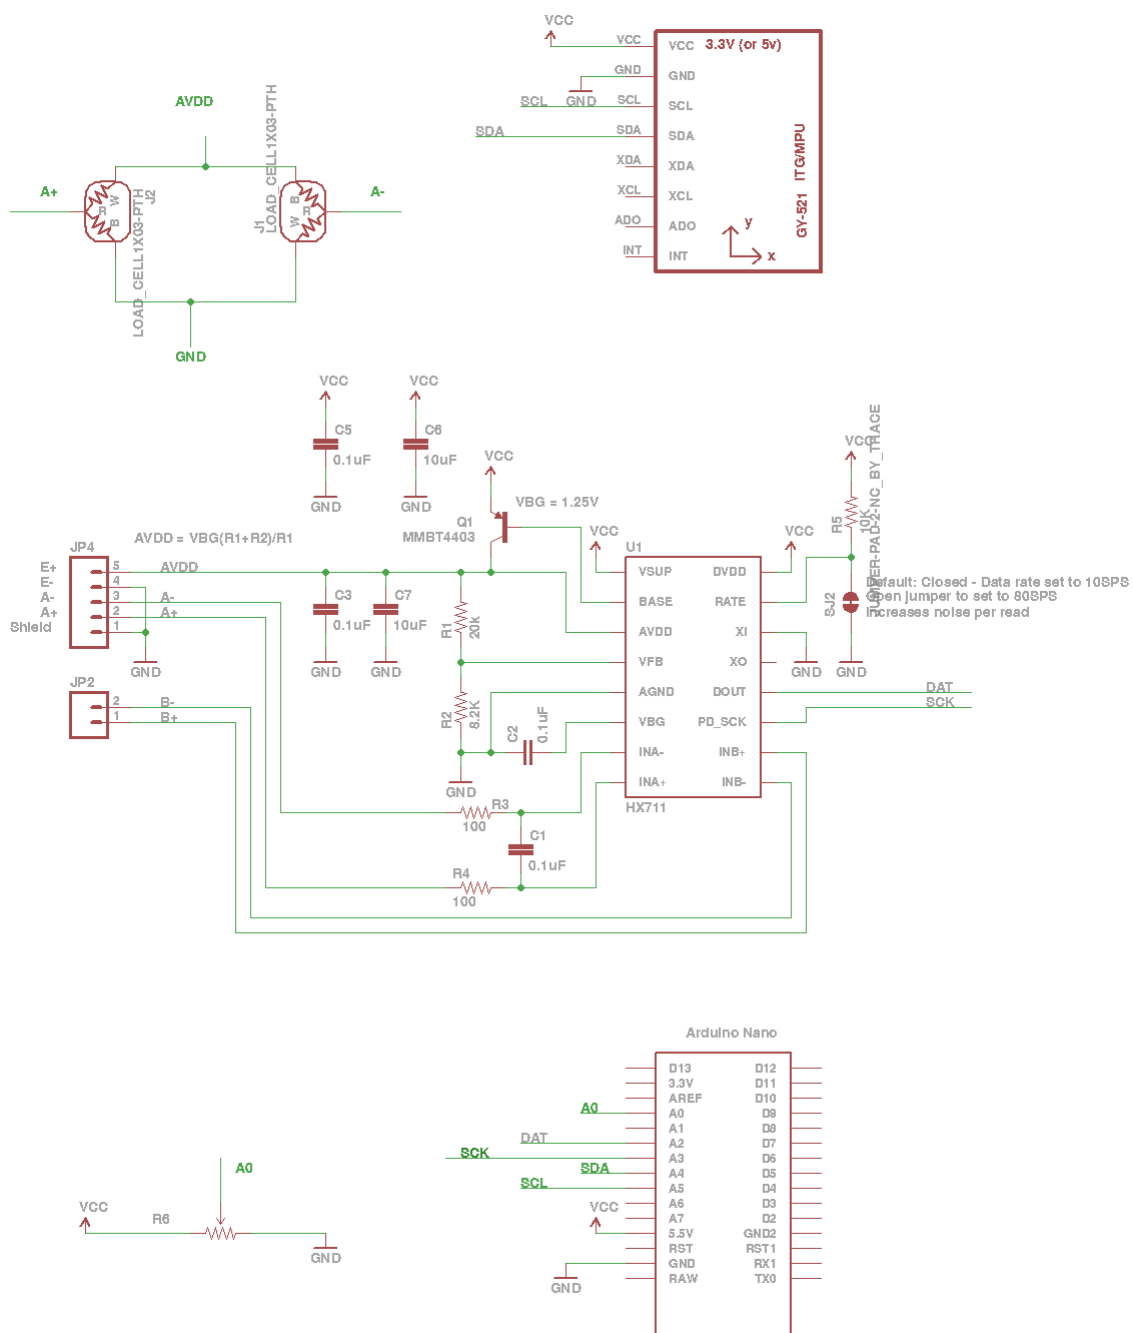 VCC
VCC
VCC
3.3V (or 5v)
GND
GND
GND
SCL
SCL
SCL
SDA
SDA
SDA
XDA
XDA
XCL
XCL
ADO
ADO
INT
INT
GY-521 ITG/MPU
y
x
AVDD
A+
A-
W
R
B
J2
LOAD_CELL1X03-PTH
B
R
W
J1
LOAD_CELL1X03-PTH
GND
VCC
C5
0.1uF
GND
VCC
C6
10uF
GND
VCC
VBG = 1.25V
Q1
MMBT4403
VCC
R5
10K
JUMPER-PAD-2-NC_BY_TRACE
SJ2
Default: Closed - Data rate set to 10SPS
Open jumper to set to 80SPS
Increases noise per read
GND
GND
AVDD = VBG(R1+R2)/R1
JP4
E+
E-
A-
A+
Shield
5
4
3
2
1
AVDD
A-
A+
GND
C3
0.1uF
GND
C7
10uF
GND
R1
20k
R2
8.2K
GND
C2
0.1uF
VCC
U1
VCC
VSUP
DVDD
BASE
RATE
AVDD
XI
VFB
XO
AGND
DOUT
VBG
PD_SCK
INA-
INB+
INA+
INB-
HX711
DAT
SCK
JP2
2
1
B-
B+
R3
100
C1
0.1uF
R4
100
Arduino Nano
D13
D12
3.3V
D11
AREF
D10
A0
A0
D9
A1
D8
DAT
A2
D7
SCK
A3
D6
SDA
A4
D5
SCL
A5
D4
A6
D3
VCC
A7
D2
5.5V
GND2
RST
RST1
GND
GND
RX1
RAW
TX0
A0
VCC
R6
GND